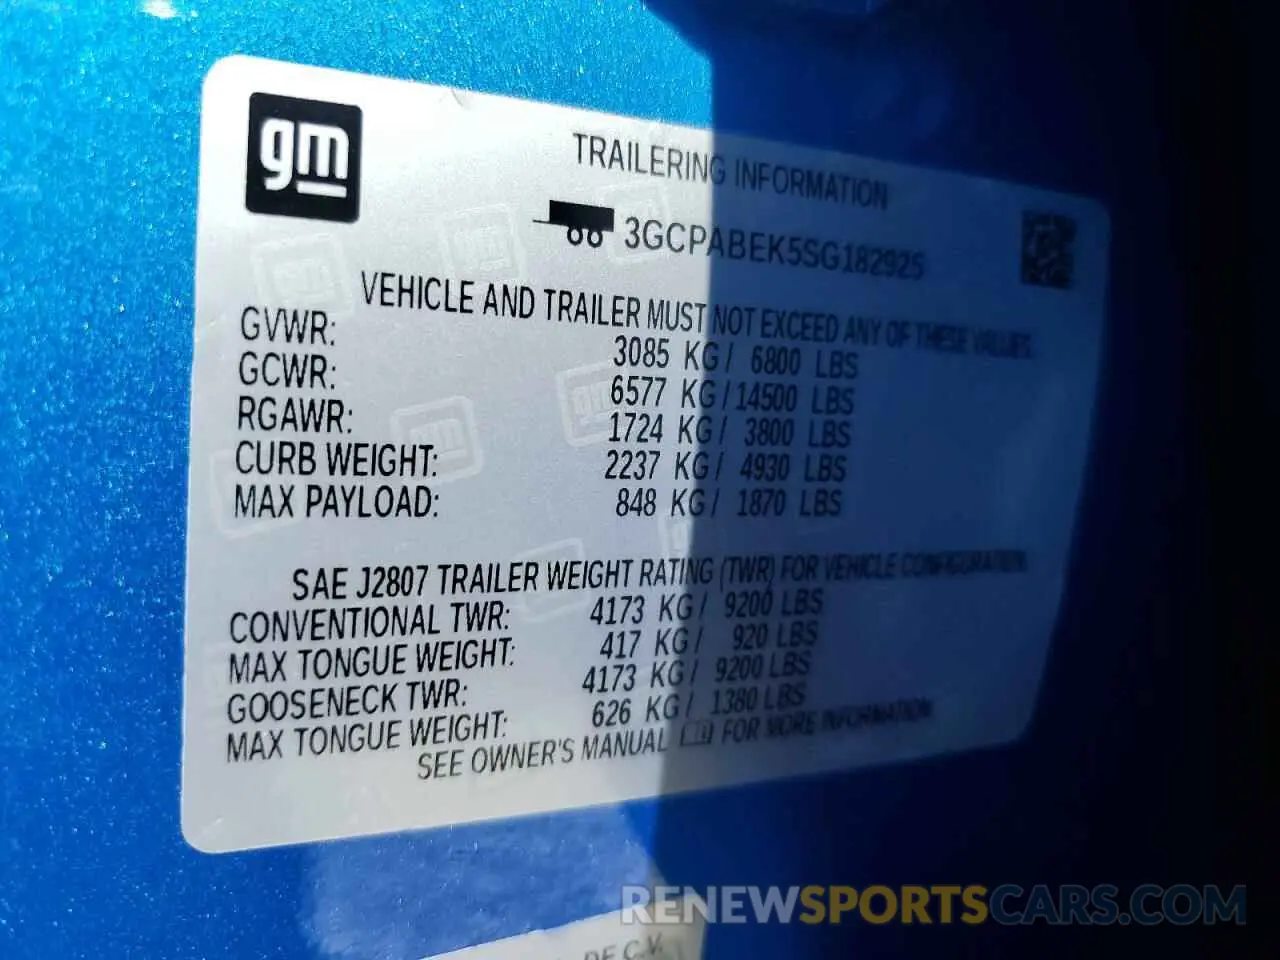 gm
TRAILERING INFORMATION
3GCPABEK5SG182925
VEHICLE AND TRAILER MUST NOT EXCEED ANY OF THESE VALUES.
GVWR: 3085 KG/ 6800 LBS
GCWR: 6577 KG/14500 LBS
RGAWR: 1724 KG/ 3800 LBS
CURB WEIGHT: 2237 KG/ 4930 LBS
MAX PAYLOAD: 848 KG/ 1870 LBS
SAE J2807 TRAILER WEIGHT RATING (TWR) FOR VEHICLE CONFIGURATION
CONVENTIONAL TWR: 4173 KG/ 9200 LBS
MAX TONGUE WEIGHT: 417 KG/ 920 LBS
GOOSENECK TWR: 4173 KG/ 9200 LBS
MAX TONGUE WEIGHT: 626 KG/ 1380 LBS
SEE OWNER'S MANUAL FOR MORE INFORMATION
DE C.V.
RENEWSPORTSCARS.COM